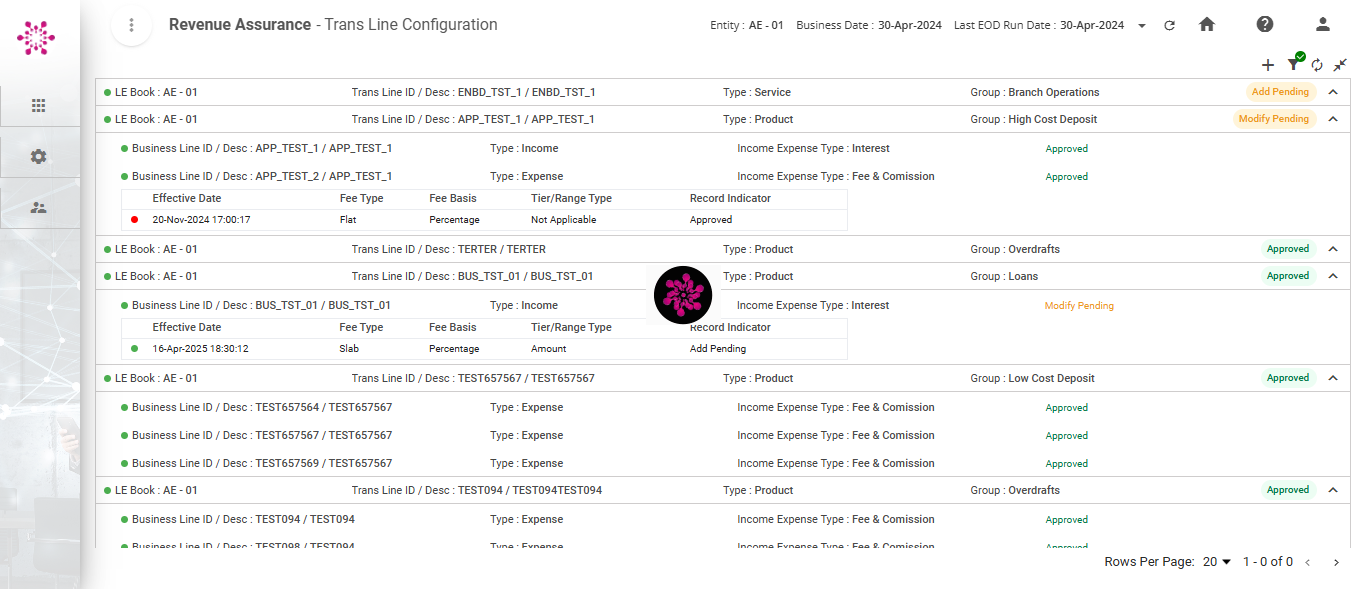 Revenue Assurance - Trans Line Configuration
Entity : AE - 01 Business Date : 30-Apr-2024 Last EOD Run Date : 30-Apr-2024
LE Book : AE - 01 Trans Line ID / Desc : ENBD_TST_1 / ENBD_TST_1 Type : Service Group : Branch Operations Add Pending
LE Book : AE - 01 Trans Line ID / Desc : APP_TEST_1 / APP_TEST_1 Type : Product Group : High Cost Deposit Modify Pending
Business Line ID / Desc : APP_TEST_1 / APP_TEST_1 Type : Income Income Expense Type : Interest Approved
Business Line ID / Desc : APP_TEST_2 / APP_TEST_1 Type : Expense Income Expense Type : Fee & Comission Approved
Effective Date Fee Type Fee Basis Tier/Range Type Record Indicator
20-Nov-2024 17:00:17 Flat Percentage Not Applicable Approved
LE Book : AE - 01 Trans Line ID / Desc : TERTER / TERTER Type : Product Group : Overdrafts Approved
LE Book : AE - 01 Trans Line ID / Desc : BUS_TST_01 / BUS_TST_01 Type : Product Group : Loans Approved
Business Line ID / Desc : BUS_TST_01 / BUS_TST_01 Type : Income Income Expense Type : Interest Modify Pending
Effective Date Fee Type Fee Basis Tier/Range Type Record Indicator
16-Apr-2025 18:30:12 Slab Percentage Amount Add Pending
LE Book : AE - 01 Trans Line ID / Desc : TEST657567 / TEST657567 Type : Product Group : Low Cost Deposit Approved
Business Line ID / Desc : TEST657564 / TEST657567 Type : Expense Income Expense Type : Fee & Comission Approved
Business Line ID / Desc : TEST657567 / TEST657567 Type : Expense Income Expense Type : Fee & Comission Approved
Business Line ID / Desc : TEST657569 / TEST657567 Type : Expense Income Expense Type : Fee & Comission Approved
LE Book : AE - 01 Trans Line ID / Desc : TEST094 / TEST094TEST094 Type : Product Group : Overdrafts Approved
Business Line ID / Desc : TEST094 / TEST094 Type : Expense Income Expense Type : Fee & Comission Approved
Business Line ID / Desc : TEST098 / TEST094 Type : Expense Income Expense Type : Fee & Comission Approved
Rows Per Page: 20 1 - 0 of 0